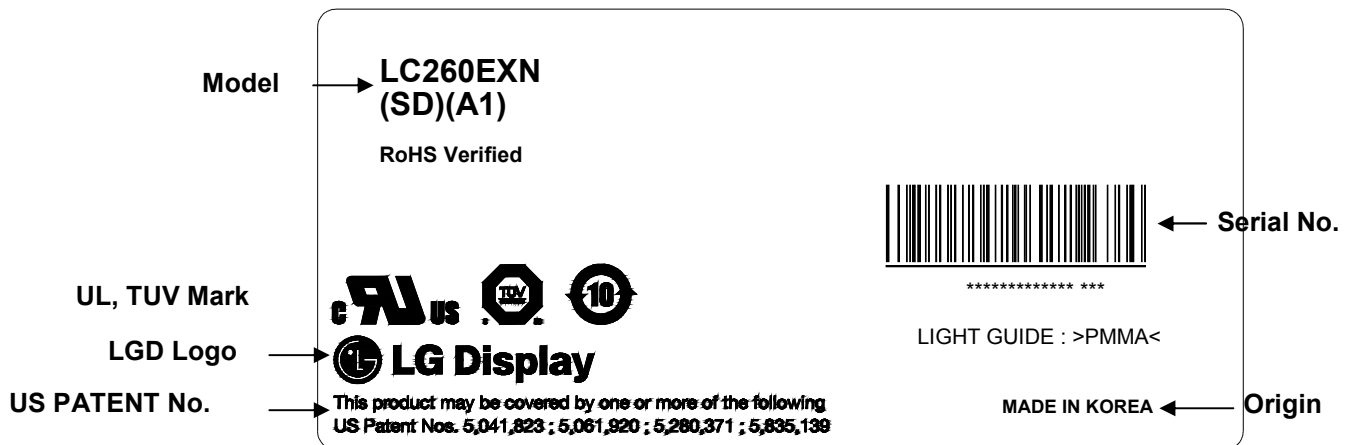 Model
LC260EXN
(SD)(A1)
RoHS Verified
Serial No.
************* ***
UL, TUV Mark
c RU US TUV 10
LIGHT GUIDE : >PMMA<
LGD Logo
LG Display
US PATENT No.
This product may be covered by one or more of the following
US Patent Nos. 5,041,823 ; 5,061,920 ; 5,280,371 ; 5,835,139
MADE IN KOREA
Origin